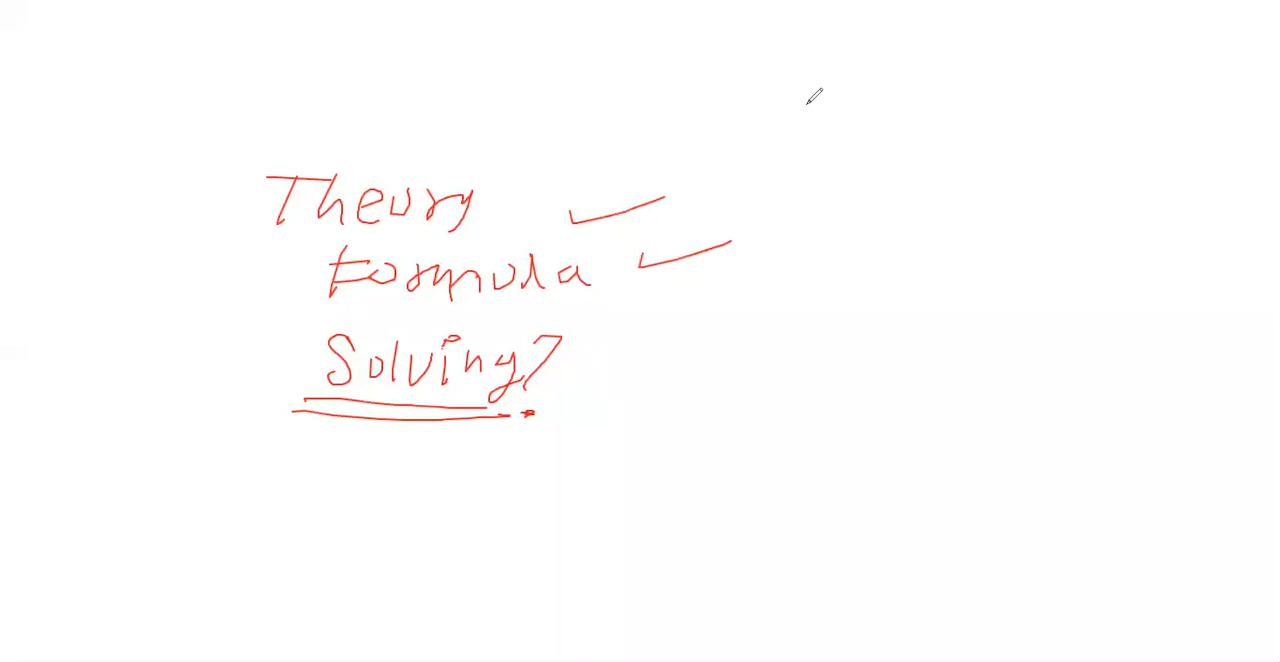 Theory ✓
formula ✓
Solving?